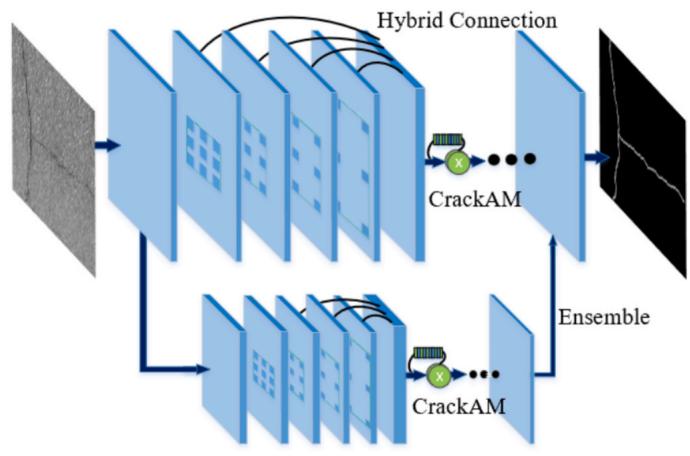 Hybrid Connection
X
CrackAM
Ensemble
X
CrackAM